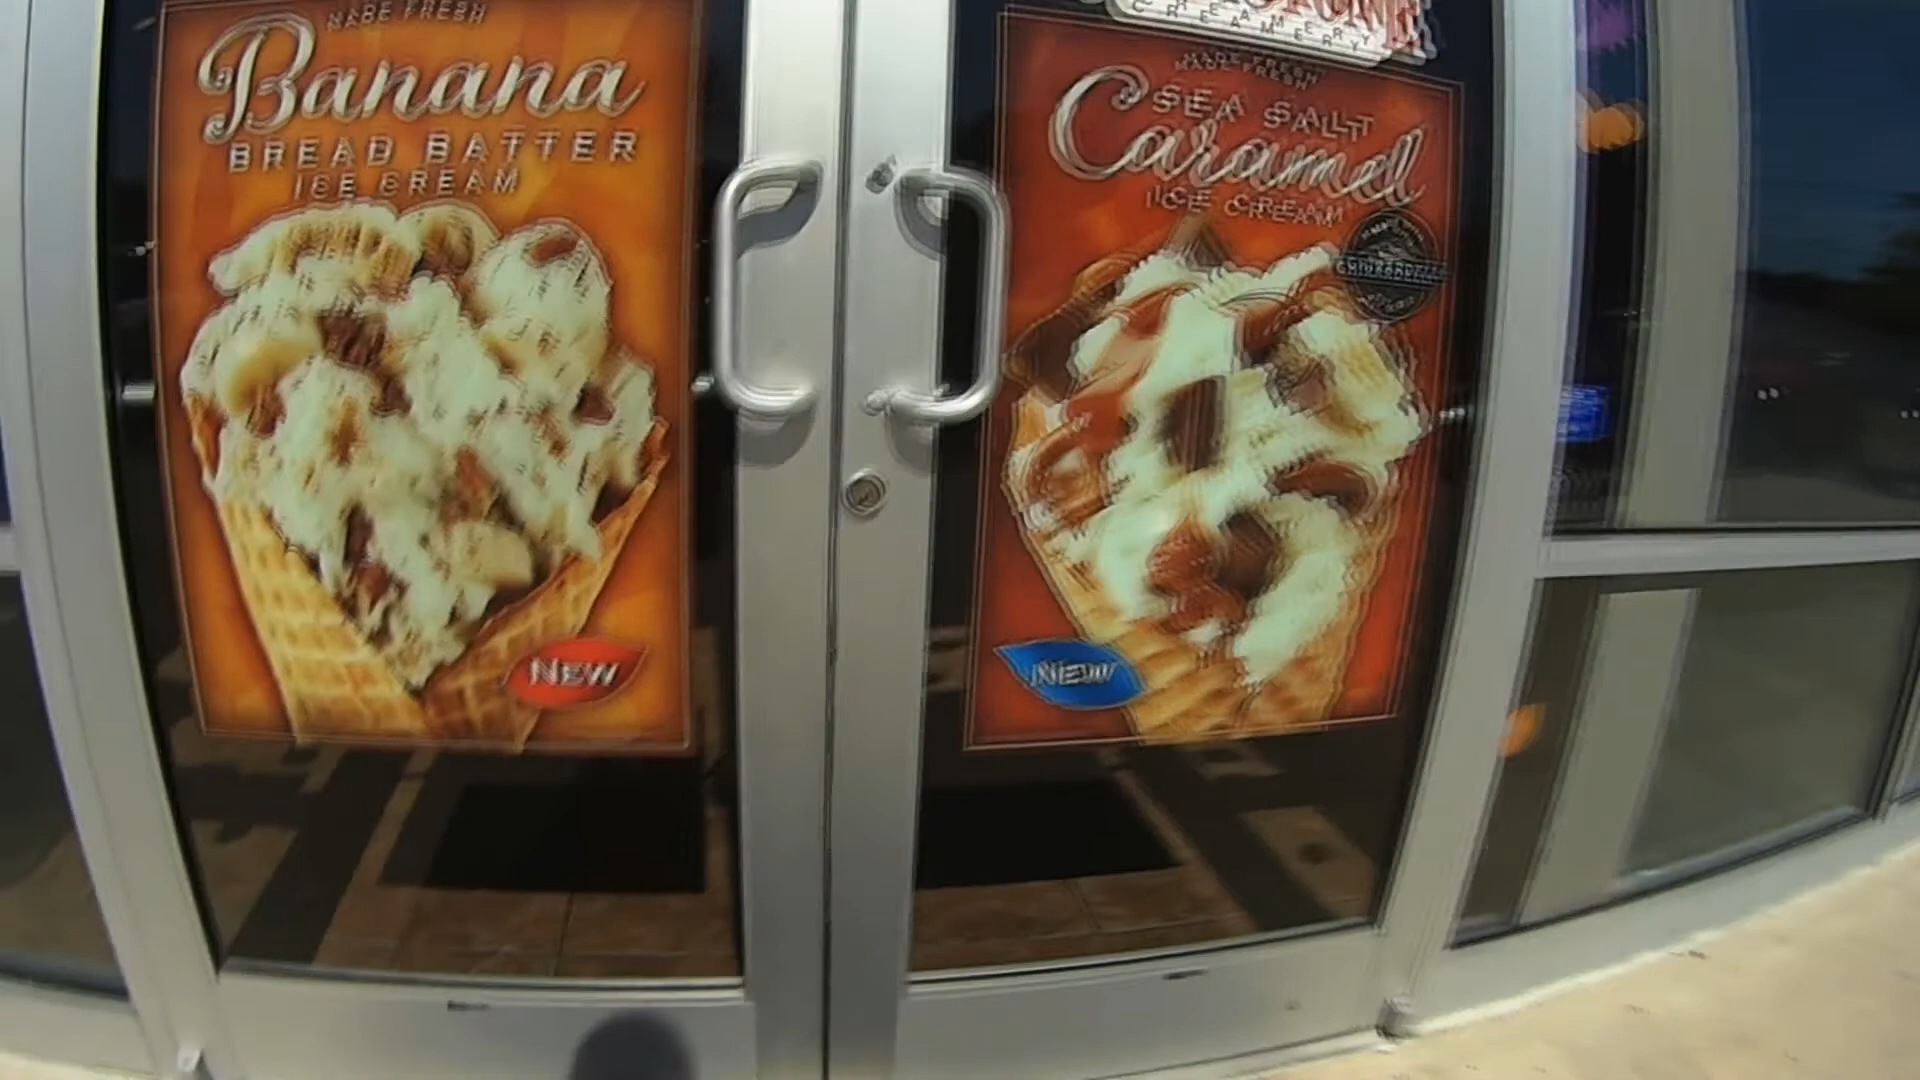 MADE FRESH
Banana
BREAD BATTER
ICE CREAM
NEW
CREAMERY
MADE FRESH
SEA SALT
Caramel
ICE CREAM
NEW